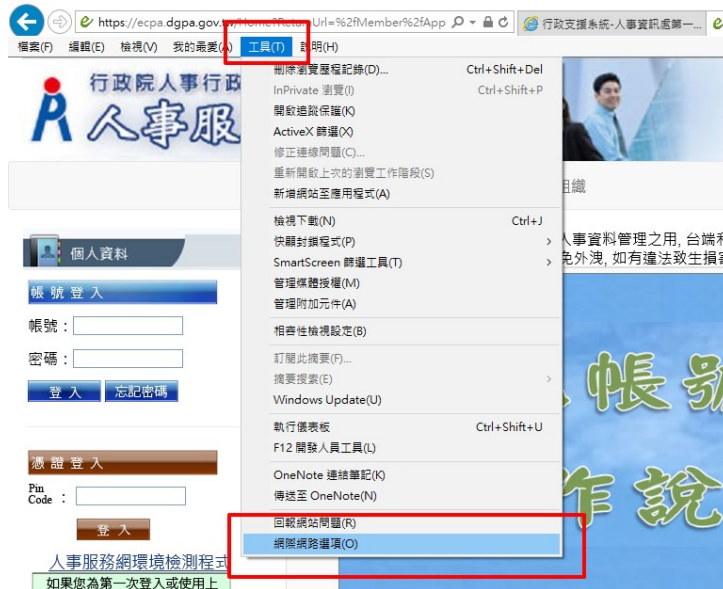 https://ecpa.dgpa.gov.tw/Home?ReturnUrl=%2fMember%2fApp
行政支援系統-人事資訊處第一...
檔案(F) 編輯(E) 檢視(V) 我的最愛(A) 工具(T) 說明(H)
行政院人事行政
人事服
刪除瀏覽歷程記錄(D)... Ctrl+Shift+Del
InPrivate 瀏覽(I) Ctrl+Shift+P
開啟追蹤保護(K)
ActiveX 篩選(X)
修正連線問題(C)...
重新開啟上次的瀏覽工作階段(S)
新增網站至應用程式(A)
檢視下載(N) Ctrl+J
快顯封鎖程式(P)
SmartScreen 篩選工具(T)
管理媒體授權(M)
管理附加元件(A)
相容性檢視設定(B)
訂閱此摘要(F)...
摘要搜索(E)
Windows Update(U)
執行儀表板 Ctrl+Shift+U
F12 開發人員工具(L)
OneNote 連結筆記(K)
傳送至 OneNote(N)
回報網站問題(R)
網際網路選項(O)
組織
人事資料管理之用, 台端
免外洩, 如有違法致生損害
帳號
作說
個人資料
帳號登入
帳號：
密碼：
登入 忘記密碼
憑證登入
Pin
Code ：
登入
人事服務網環境檢測程式
如果您為第一次登入或使用上